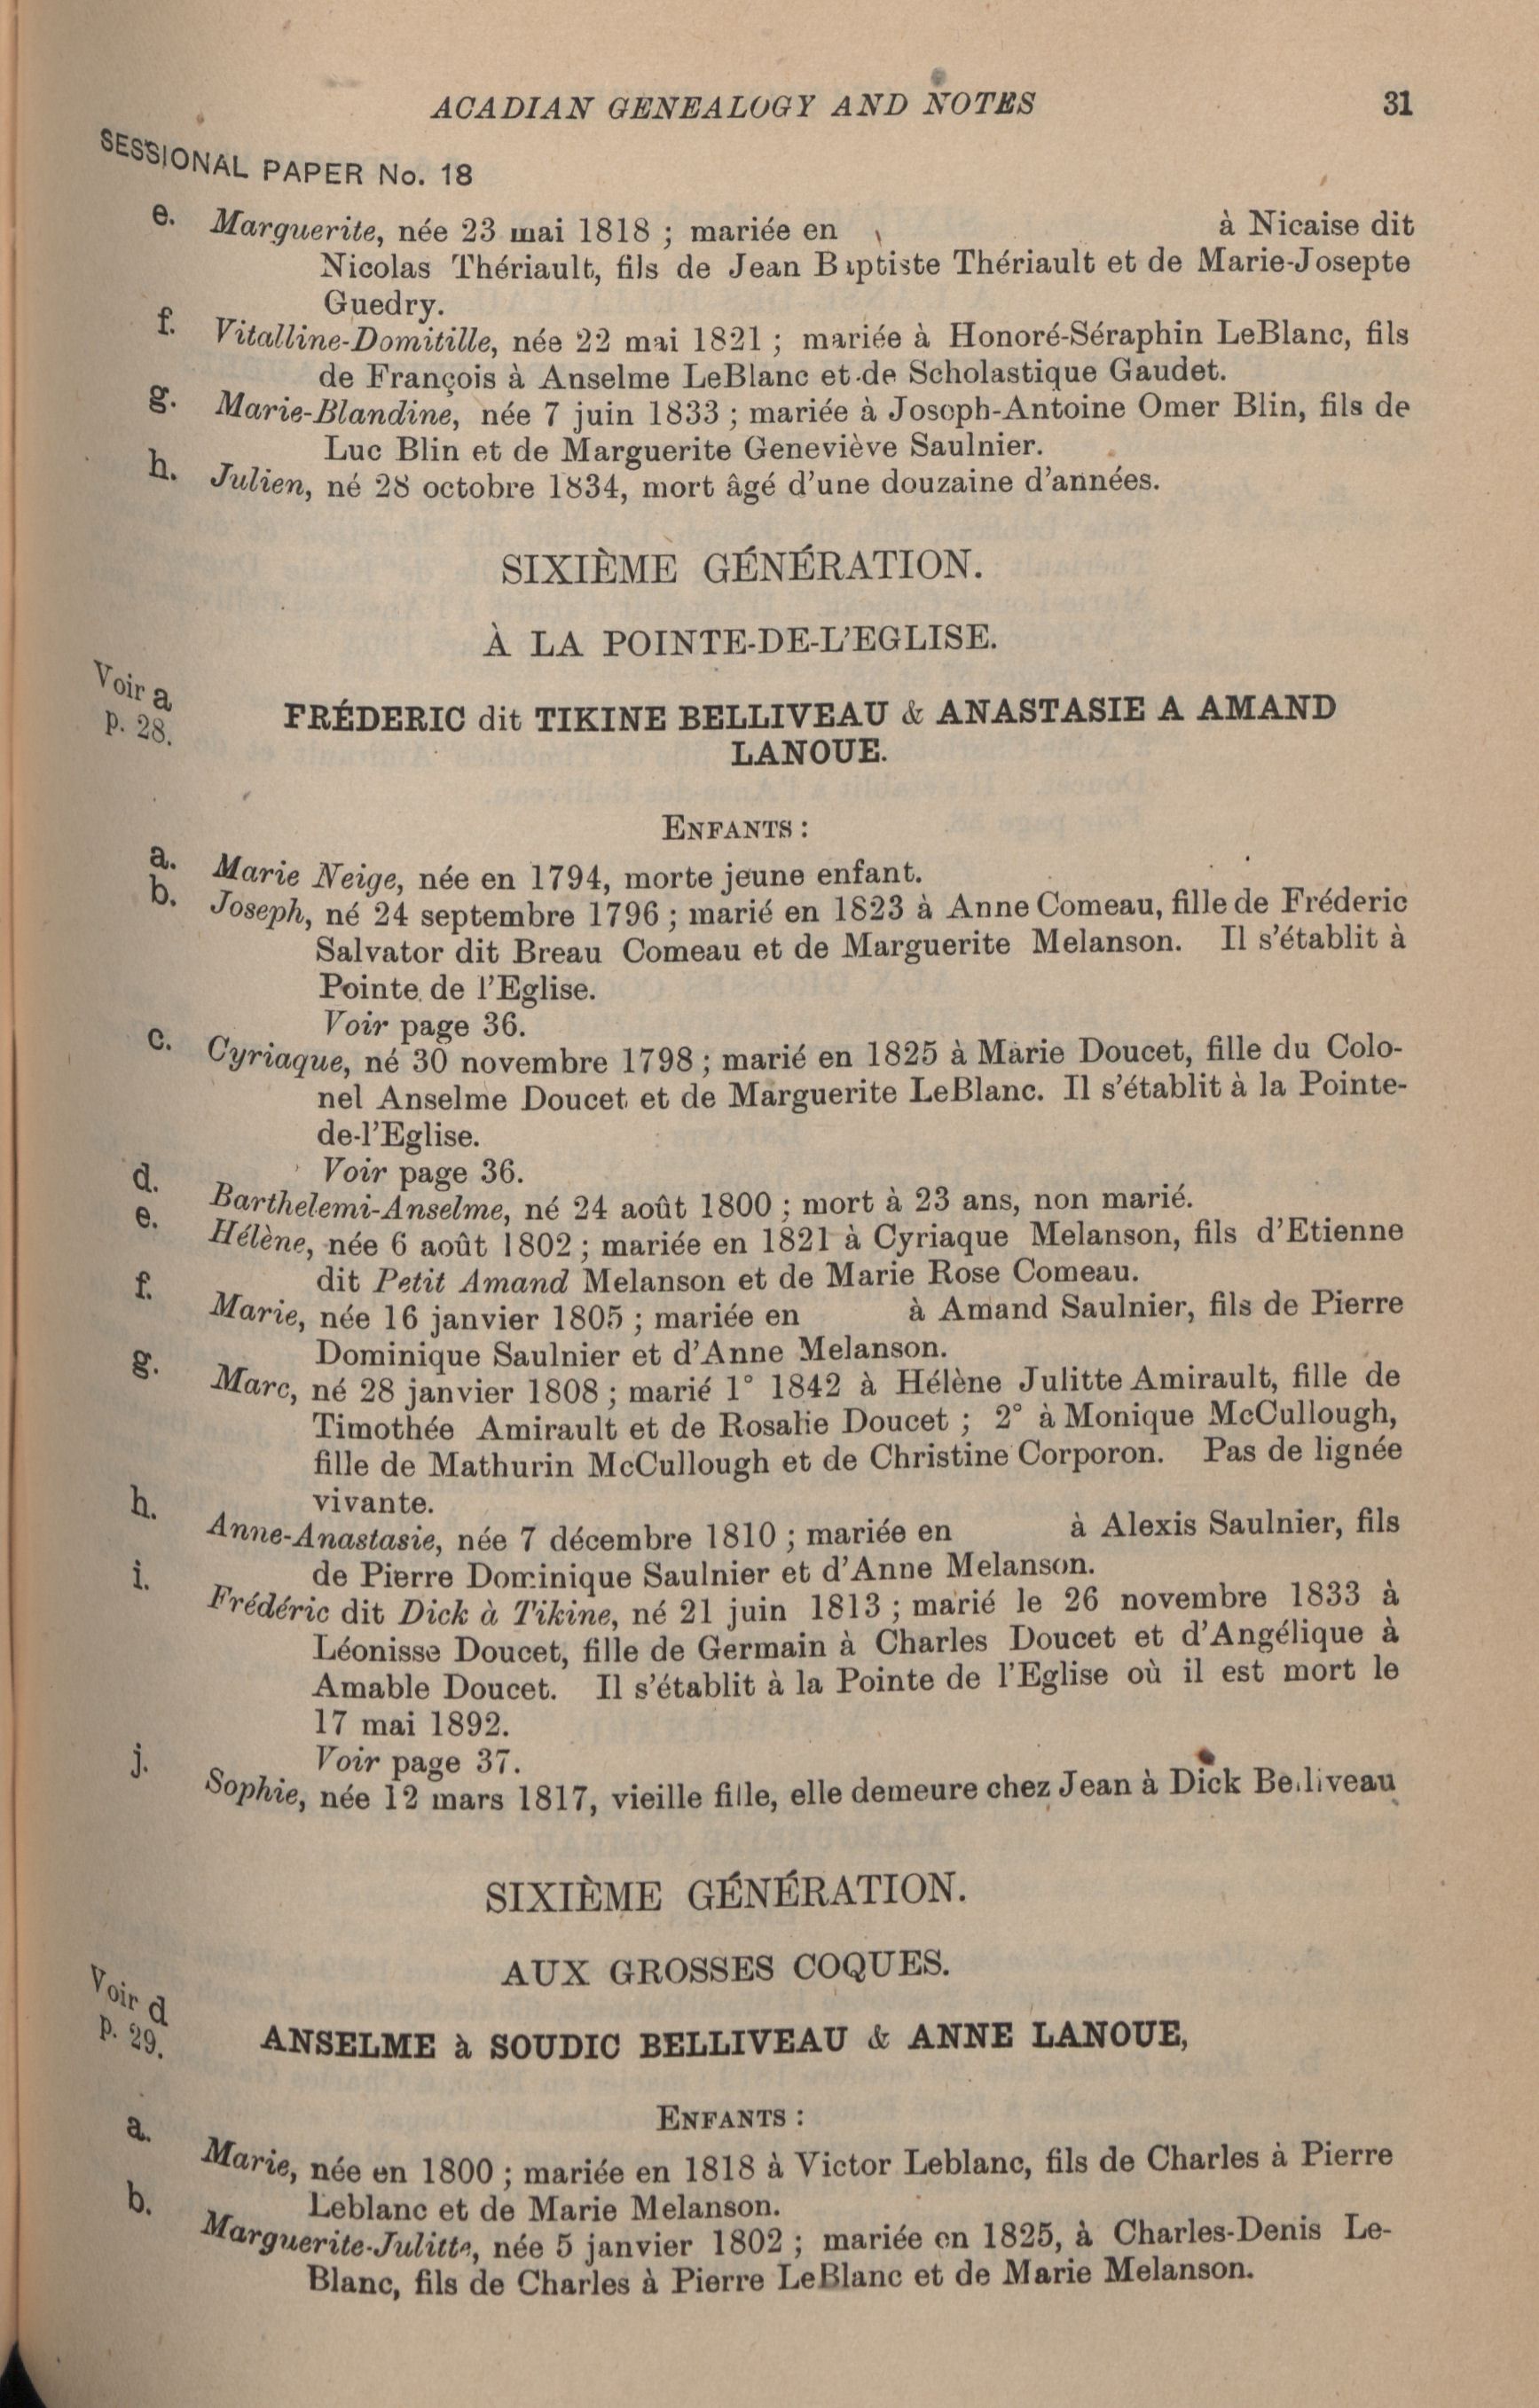 ACADIAN GENEALOGY AND NOTES 31
SESSIONAL PAPER No. 18
e. Marguerite, née 23 mai 1818 ; mariée en à Nicaise dit
Nicolas Thériault, fils de Jean Baptiste Thériault et de Marie-Josepte
Guedry.
f. Vitalline-Domitille, née 22 mai 1821 ; mariée à Honoré-Séraphin LeBlanc, fils
de François à Anselme LeBlanc et de Scholastique Gaudet.
g. Marie-Blandine, née 7 juin 1833 ; mariée à Joseph-Antoine Omer Blin, fils de
Luc Blin et de Marguerite Geneviève Saulnier.
h. Julien, né 28 octobre 1834, mort âgé d'une douzaine d'années.
SIXIÈME GÉNÉRATION.
À LA POINTE-DE-L'EGLISE.
Voir a
p. 28.
FRÉDERIC dit TIKINE BELLIVEAU & ANASTASIE A AMAND
LANOUE.
ENFANTS :
a. Marie Neige, née en 1794, morte jeune enfant.
b. Joseph, né 24 septembre 1796 ; marié en 1823 à Anne Comeau, fille de Fréderic
Salvator dit Breau Comeau et de Marguerite Melanson. Il s'établit à
Pointe de l'Eglise.
Voir page 36.
c. Cyriaque, né 30 novembre 1798 ; marié en 1825 à Marie Doucet, fille du Colo-
nel Anselme Doucet et de Marguerite LeBlanc. Il s'établit à la Pointe-
de-l'Eglise.
Voir page 36.
d. Barthelemi-Anselme, né 24 août 1800 ; mort à 23 ans, non marié.
e. Hélène, née 6 août 1802 ; mariée en 1821 à Cyriaque Melanson, fils d'Etienne
dit Petit Amand Melanson et de Marie Rose Comeau.
f. Marie, née 16 janvier 1805 ; mariée en à Amand Saulnier, fils de Pierre
Dominique Saulnier et d'Anne Melanson.
g. Marc, né 28 janvier 1808 ; marié 1° 1842 à Hélène Julitte Amirault, fille de
Timothée Amirault et de Rosalie Doucet ; 2° à Monique McCullough,
fille de Mathurin McCullough et de Christine Corporon. Pas de lignée
vivante.
h. Anne-Anastasie, née 7 décembre 1810 ; mariée en à Alexis Saulnier, fils
de Pierre Dominique Saulnier et d'Anne Melanson.
i. Frédéric dit Dick à Tikine, né 21 juin 1813 ; marié le 26 novembre 1833 à
Léonisse Doucet, fille de Germain à Charles Doucet et d'Angélique à
Amable Doucet. Il s'établit à la Pointe de l'Eglise où il est mort le
17 mai 1892.
Voir page 37.
j. Sophie, née 12 mars 1817, vieille fille, elle demeure chez Jean à Dick Belliveau
SIXIÈME GÉNÉRATION.
AUX GROSSES COQUES.
Voir d
p. 29.
ANSELME à SOUDIC BELLIVEAU & ANNE LANOUE,
ENFANTS :
a. Marie, née en 1800 ; mariée en 1818 à Victor Leblanc, fils de Charles à Pierre
Leblanc et de Marie Melanson.
b. Marguerite-Julitte, née 5 janvier 1802 ; mariée en 1825, à Charles-Denis Le-
Blanc, fils de Charles à Pierre LeBlanc et de Marie Melanson.